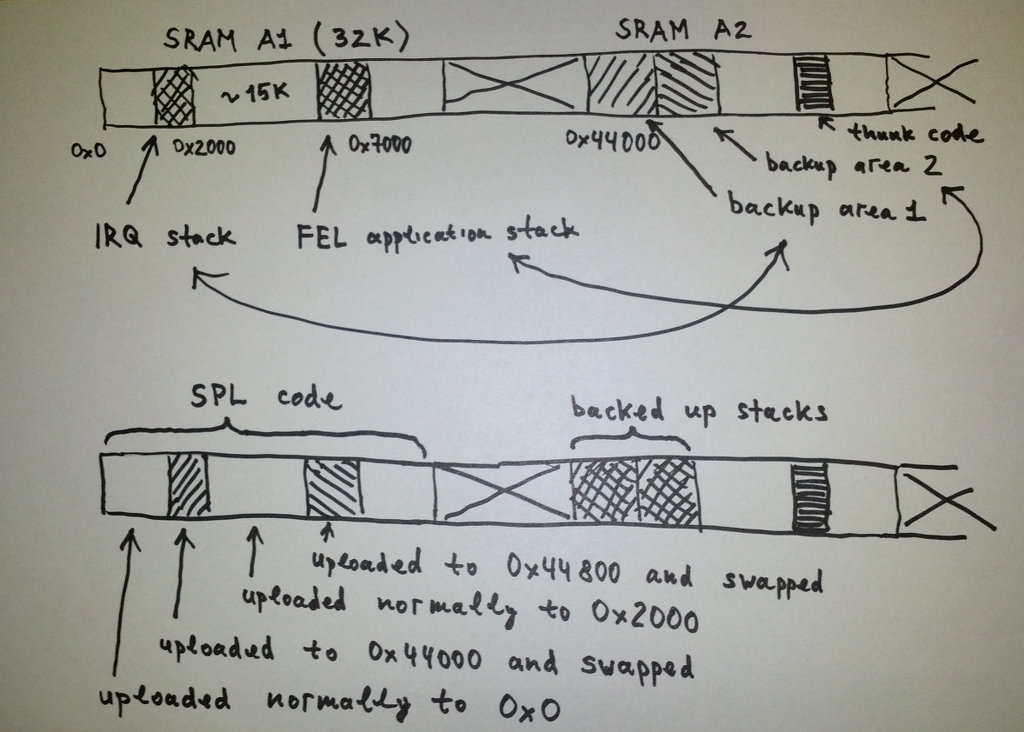 SRAM A1 (32K)
SRAM A2
~15K
0x0
0x2000
0x7000
0x44000
thunk code
backup area 2
backup area 1
IRQ stack
FEL application stack
SPL code
backed up stacks
uploaded to 0x44800 and swapped
uploaded normally to 0x2000
uploaded to 0x44000 and swapped
uploaded normally to 0x0